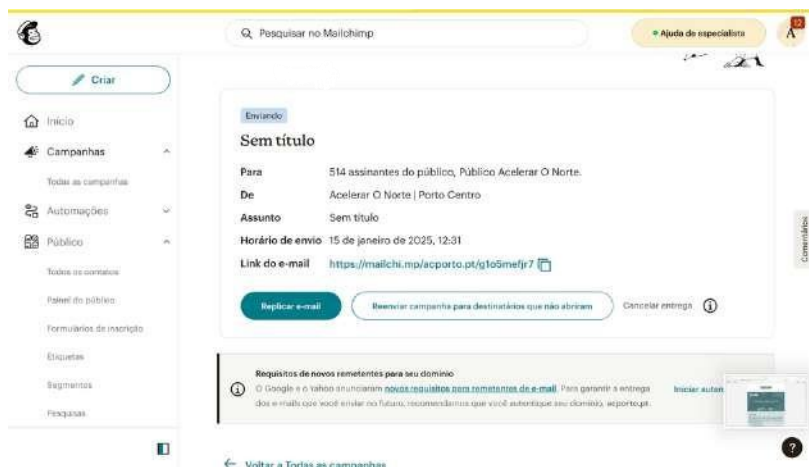 Pesquisar no Mailchimp
Ajuda de especialista
12
A
Criar
Início
Campanhas
Todas as campanhas
Automações
Público
Todos os contatos
Painel do público
Formulários de inscrição
Etiquetas
Segmentos
Pesquisas
Enviando
Sem título
Para 514 assinantes do público, Público Acelerar O Norte.
De Acelerar O Norte | Porto Centro
Assunto Sem título
Horário de envio 15 de janeiro de 2025, 12:31
Link do e-mail https://mailchi.mp/acporto.pt/g1o5mefjr7
Replicar e-mail
Reenviar campanha para destinatários que não abriram
Cancelar entrega
Comentários
Requisitos de novos remetentes para seu domínio
O Google e o Yahoo anunciaram novos requisitos para remetentes de e-mail. Para garantir a entrega
dos e-mails que você enviar no futuro, recomendamos que você autentique seu domínio, acporto.pt.
Iniciar auten
?
← Voltar a Todas as campanhas